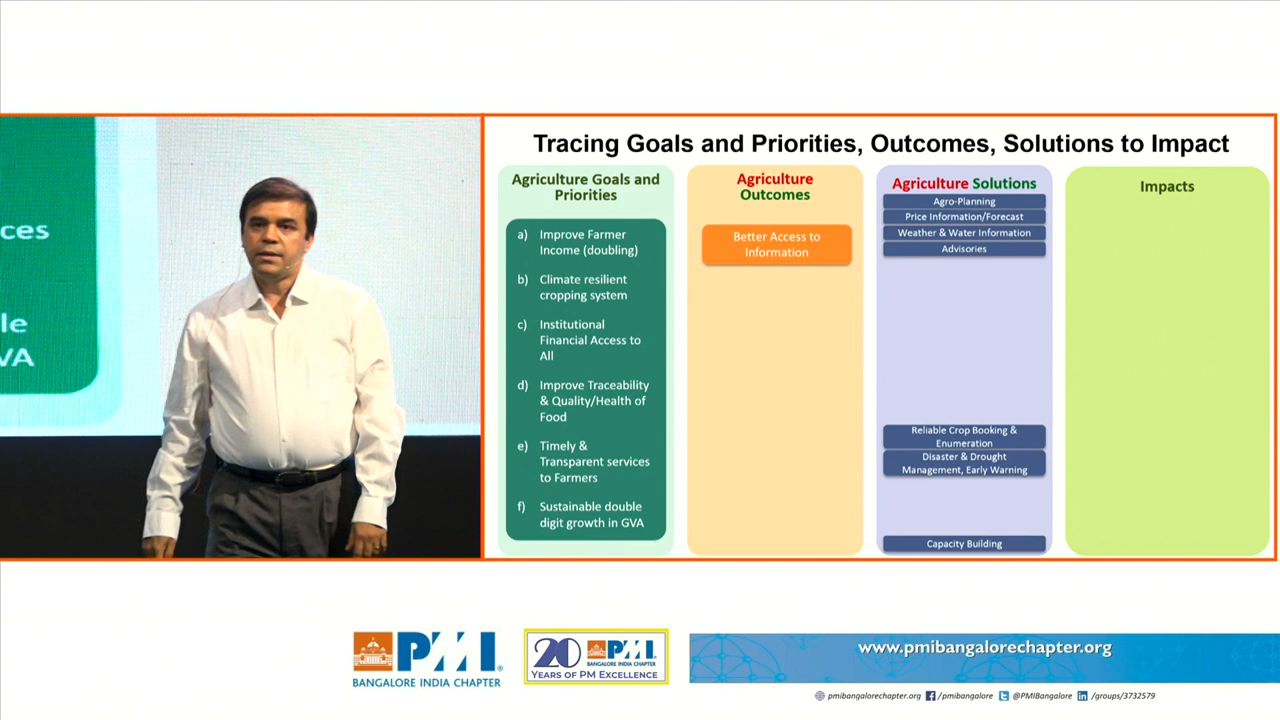 ces
le
VA
Tracing Goals and Priorities, Outcomes, Solutions to Impact
Agriculture Goals and
Priorities
a) Improve Farmer
Income (doubling)
b) Climate resilient
cropping system
c) Institutional
Financial Access to
All
d) Improve Traceability
& Quality/Health of
Food
e) Timely &
Transparent services
to Farmers
f) Sustainable double
digit growth in GVA
Agriculture
Outcomes
Better Access to
Information
Agriculture Solutions
Agro-Planning
Price Information/Forecast
Weather & Water Information
Advisories
Reliable Crop Booking &
Enumeration
Disaster & Drought
Management, Early Warning
Capacity Building
Impacts
PMI
BANGALORE INDIA CHAPTER
20
PMI
BANGALORE INDIA CHAPTER
YEARS OF PM EXCELLENCE
www.pmibangalorechapter.org
pmibangalorechapter.org /pmibangalore @PMIBangalore /groups/3732579